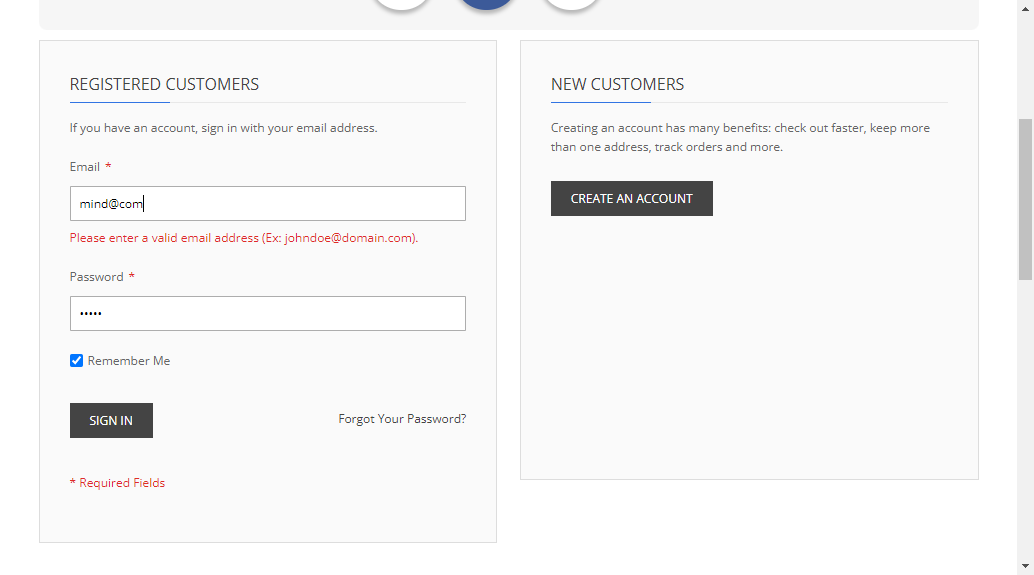 REGISTERED CUSTOMERS
If you have an account, sign in with your email address.
Email *
mind@com
Please enter a valid email address (Ex: johndoe@domain.com).
Password *
•••••
Remember Me
SIGN IN
Forgot Your Password?
* Required Fields
NEW CUSTOMERS
Creating an account has many benefits: check out faster, keep more
than one address, track orders and more.
CREATE AN ACCOUNT